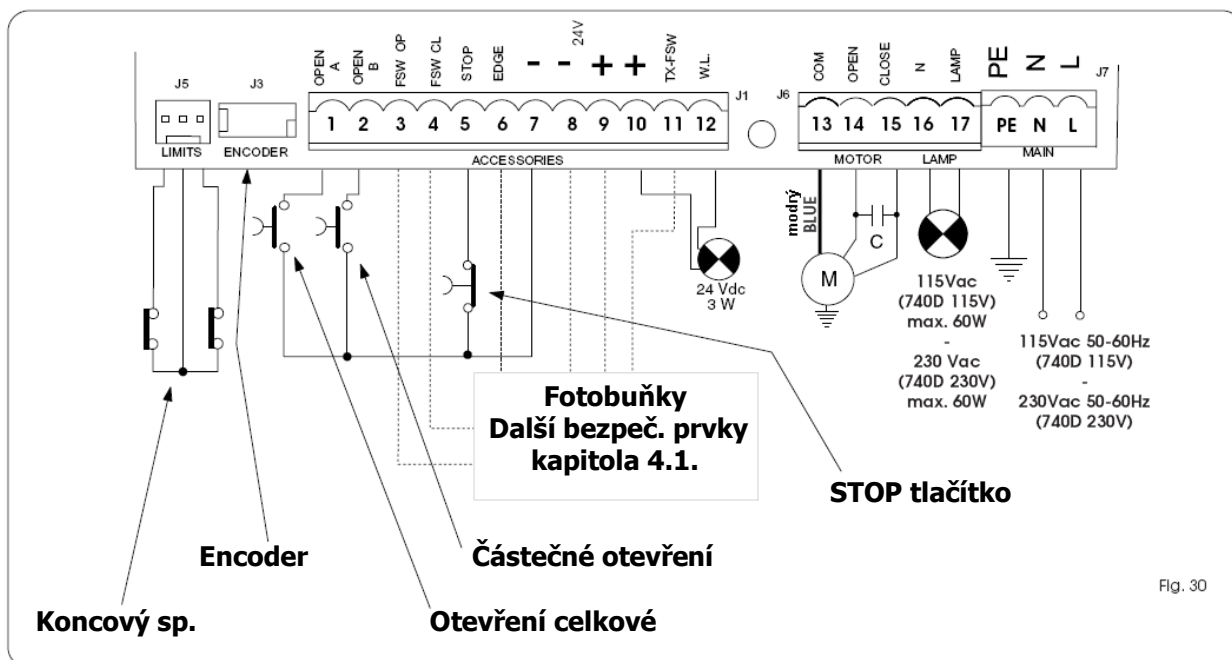 OPEN A
OPEN B
FSW OP
FSW CL
STOP
EDGE
-
-
24V
+
+
TX-FSW
W.L.
COM
OPEN
CLOSE
N
LAMP
PE
N
L
J5
J3
J1
J6
J7
1 2 3 4 5 6 7 8 9 10 11 12
13 14 15 16 17
PE N L
LIMITS
ENCODER
ACCESSORIES
MOTOR
LAMP
MAIN
modrý
BLUE
C
M
24 Vdc
3 W
115Vac
(740D 115V)
max. 60W
-
230 Vac
(740D 230V)
max. 60W
115Vac 50-60Hz
(740D 115V)
-
230Vac 50-60Hz
(740D 230V)
Fotobuňky
Další bezpeč. prvky
kapitola 4.1.
STOP tlačítko
Encoder
Částečné otevření
Koncový sp.
Otevření celkové
Fig. 30